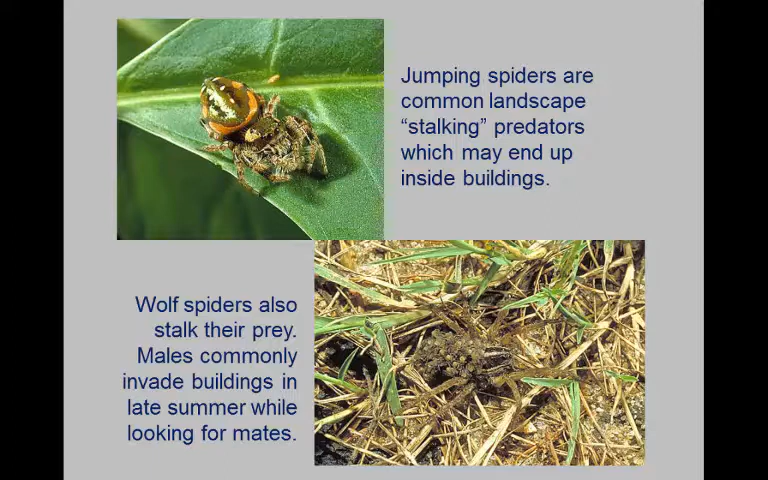 Jumping spiders are
common landscape
“stalking” predators
which may end up
inside buildings.
Wolf spiders also
stalk their prey.
Males commonly
invade buildings in
late summer while
looking for mates.